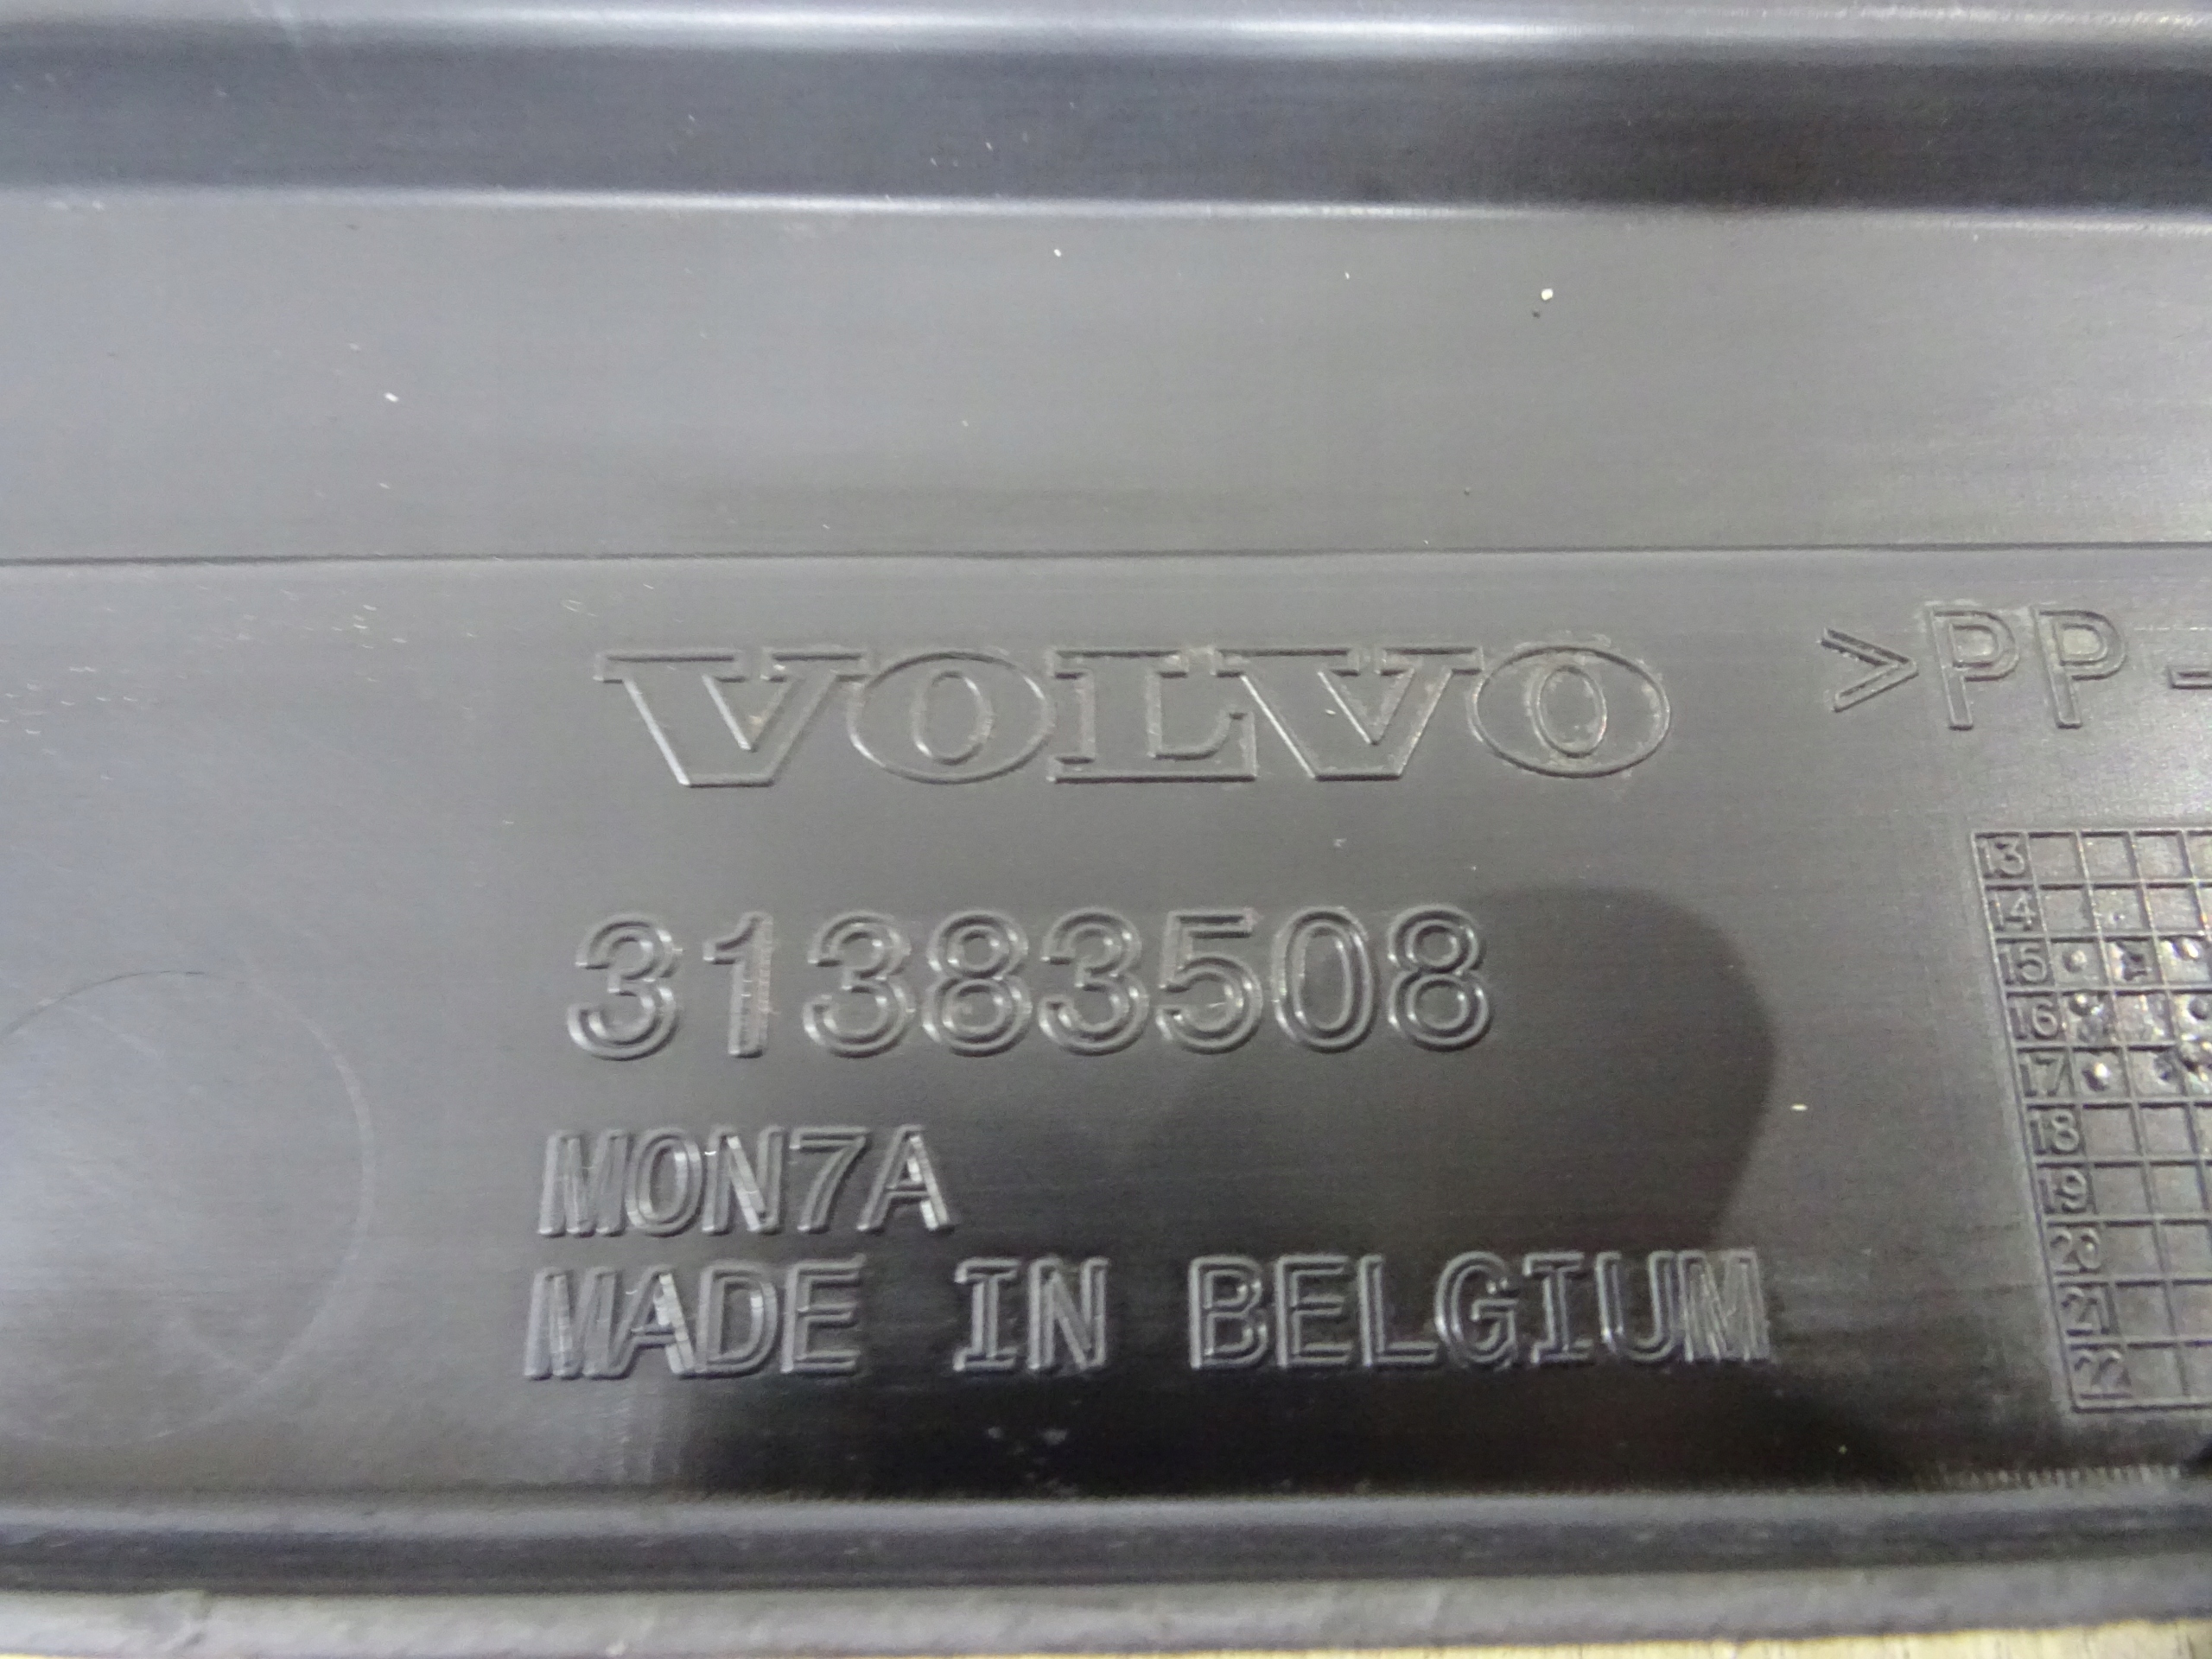 VOLVO
>PP-
31383508
MON7A
MADE IN BELGIUM
13
14
15
16
17
18
19
20
21
22